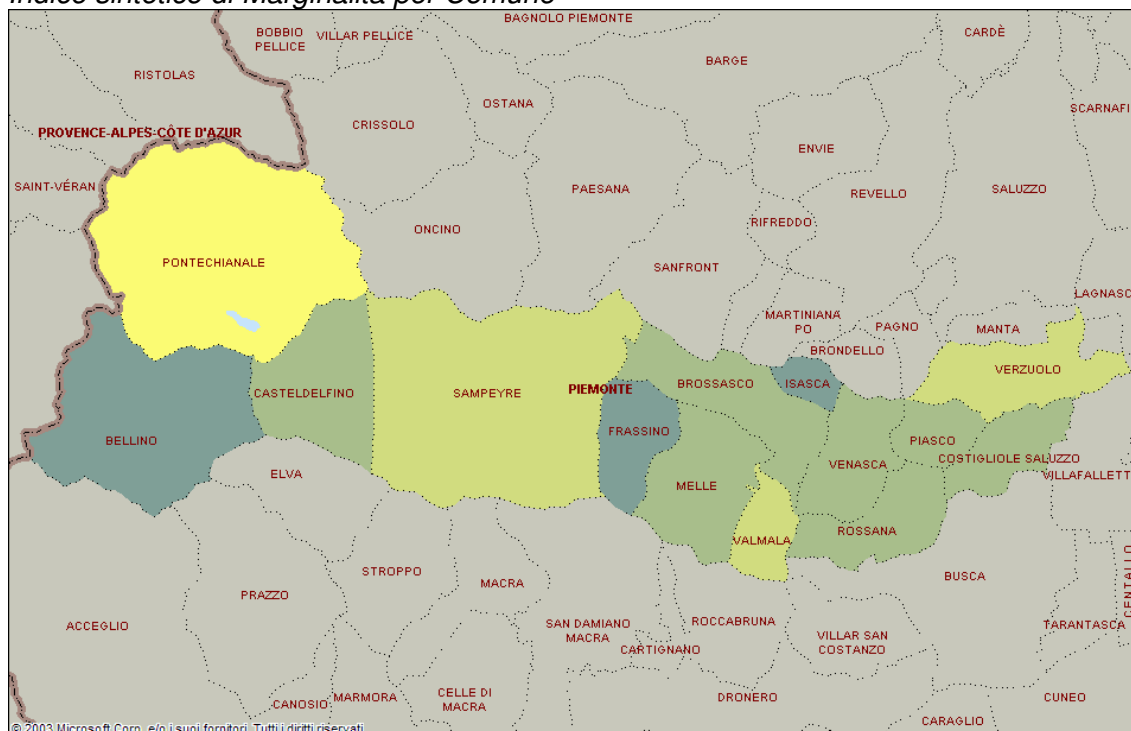 Indice sintetico di Marginalità per Comune
BAGNOLO PIEMONTE
BOBBIO
PELLICE
VILLAR PELLICE
CARDÈ
BARGE
RISTOLAS
OSTANA
SCARNAFI
CRISSOLO
PROVENCE-ALPES-CÔTE D'AZUR
ENVIE
SAINT-VÉRAN
PAESANA
REVELLO
SALUZZO
RIFREDDO
ONCINO
PONTECHIANALE
SANFRONT
LAGNASC
MARTINIANA
PO
PAGNO
MANTA
BRONDELLO
VERZUOLO
CASTELDELFINO
SAMPEYRE
PIEMONTE
BROSSASCO
ISASCA
BELLINO
FRASSINO
PIASCO
COSTIGLIOLE SALUZZO
VENASCA
ELVA
VILLAFALLETT
MELLE
VALMALA
ROSSANA
STROPPO
MACRA
BUSCA
CENTALLO
PRAZZO
ACCEGLIO
SAN DAMIANO
MACRA
ROCCABRUNA
TARANTASCA
CARTIGNANO
VILLAR SAN
COSTANZO
CANOSIO
MARMORA
CELLE DI
MACRA
DRONERO
CUNEO
CARAGLIO
© 2003 Microsoft Corp. e/o i suoi fornitori. Tutti i diritti riservati.